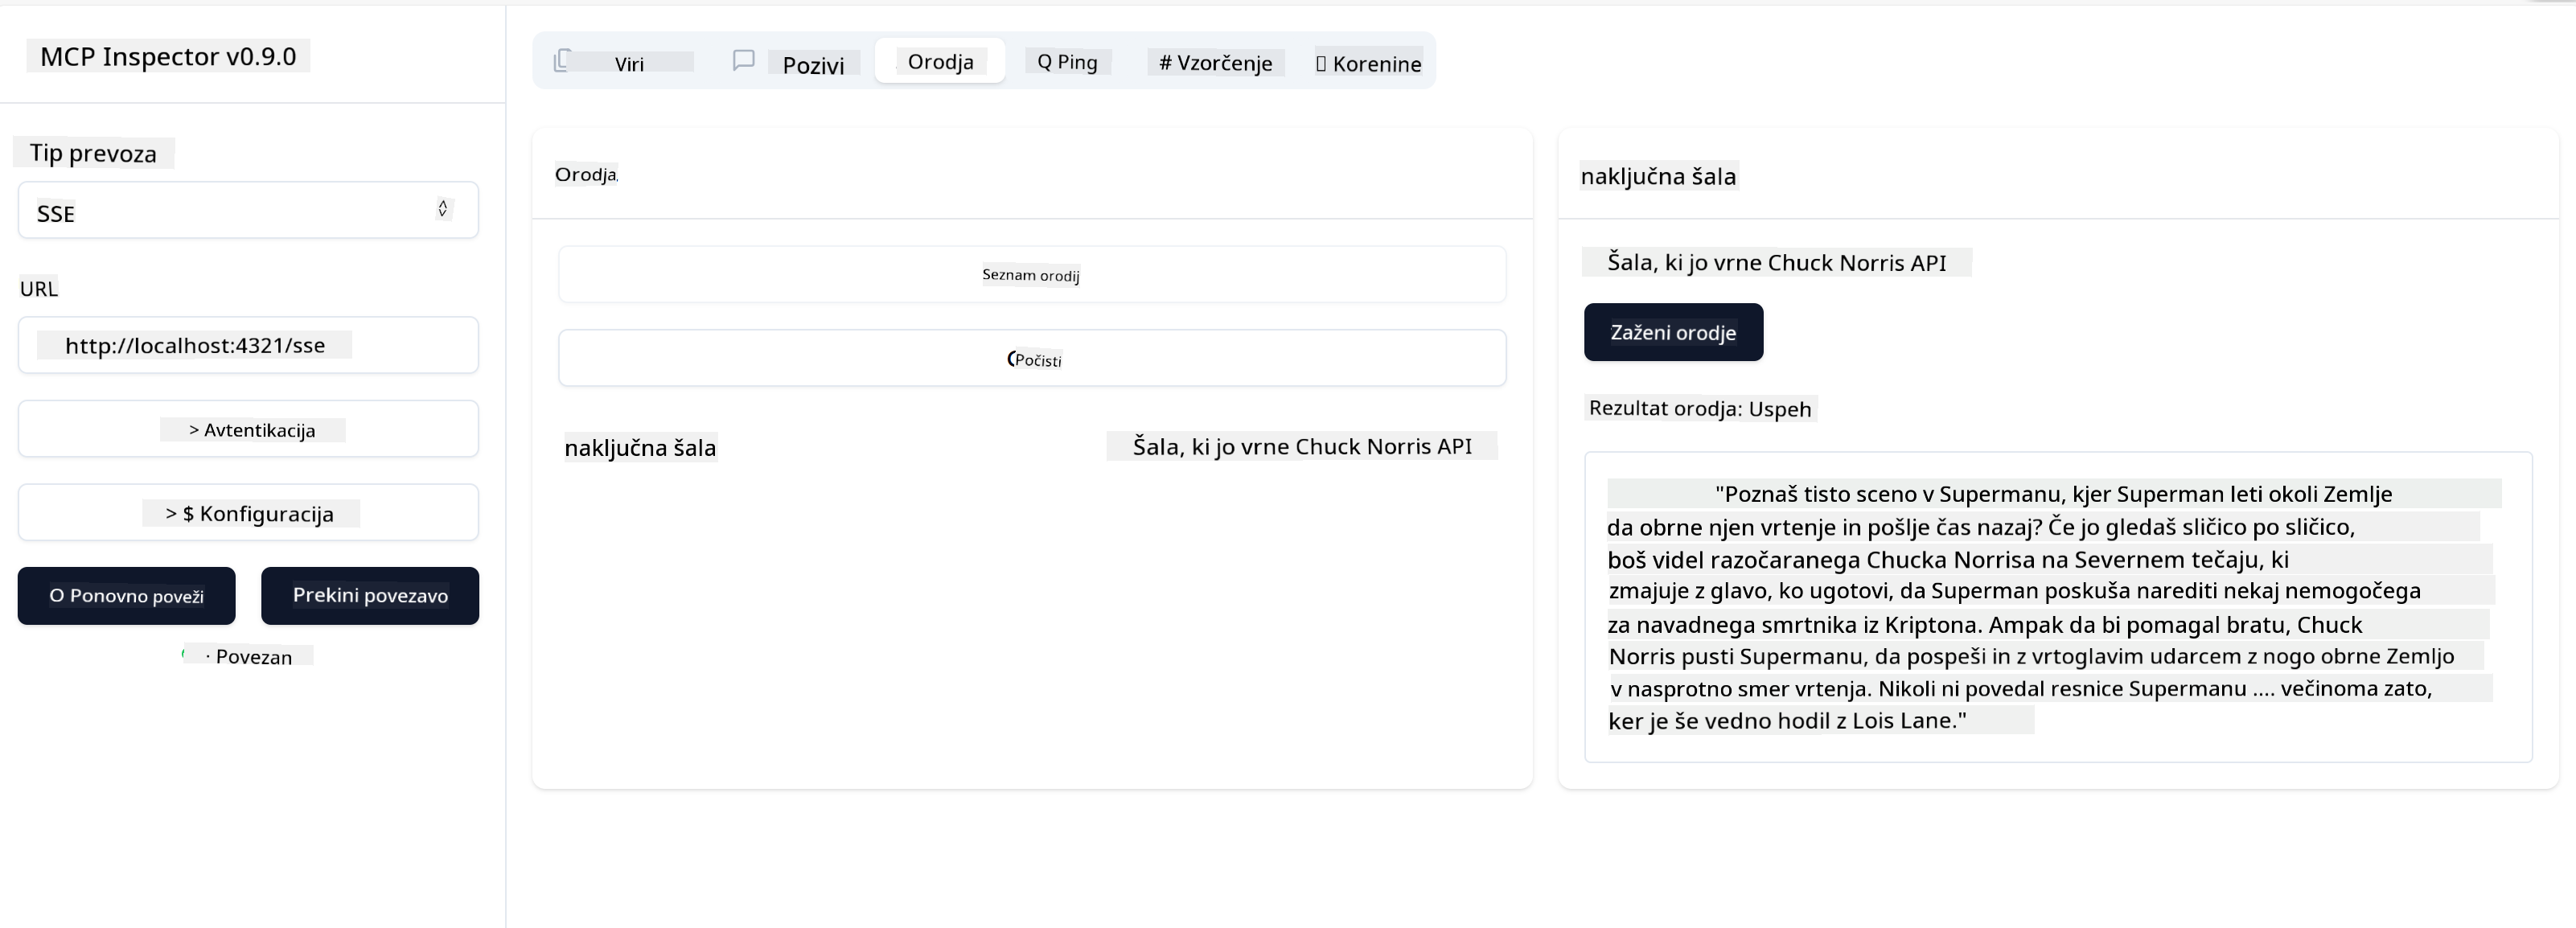 MCP Inspector v0.9.0
Tip prevoza
SSE
URL
http://localhost:4321/sse
> Avtentikacija
> $ Konfiguracija
O Ponovno poveži
Prekini povezavo
· Povezan
Viri
Pozivi
Orodja
Q Ping
# Vzorčenje
Korenine
Orodja
Seznam orodij
Počisti
naključna šala
Šala, ki jo vrne Chuck Norris API
naključna šala
Šala, ki jo vrne Chuck Norris API
Zaženi orodje
Rezultat orodja: Uspeh
"Poznaš tisto sceno v Supermanu, kjer Superman leti okoli Zemlje
da obrne njen vrtenje in pošlje čas nazaj? Če jo gledaš sličico po sličico,
boš videl razočaranega Chucka Norrisa na Severnem tečaju, ki
zmajuje z glavo, ko ugotovi, da Superman poskuša narediti nekaj nemogočega
za navadnega smrtnika iz Kriptona. Ampak da bi pomagal bratu, Chuck
Norris pusti Supermanu, da pospeši in z vrtoglavim udarcem z nogo obrne Zemljo
v nasprotno smer vrtenja. Nikoli ni povedal resnice Supermanu .... večinoma zato,
ker je še vedno hodil z Lois Lane."